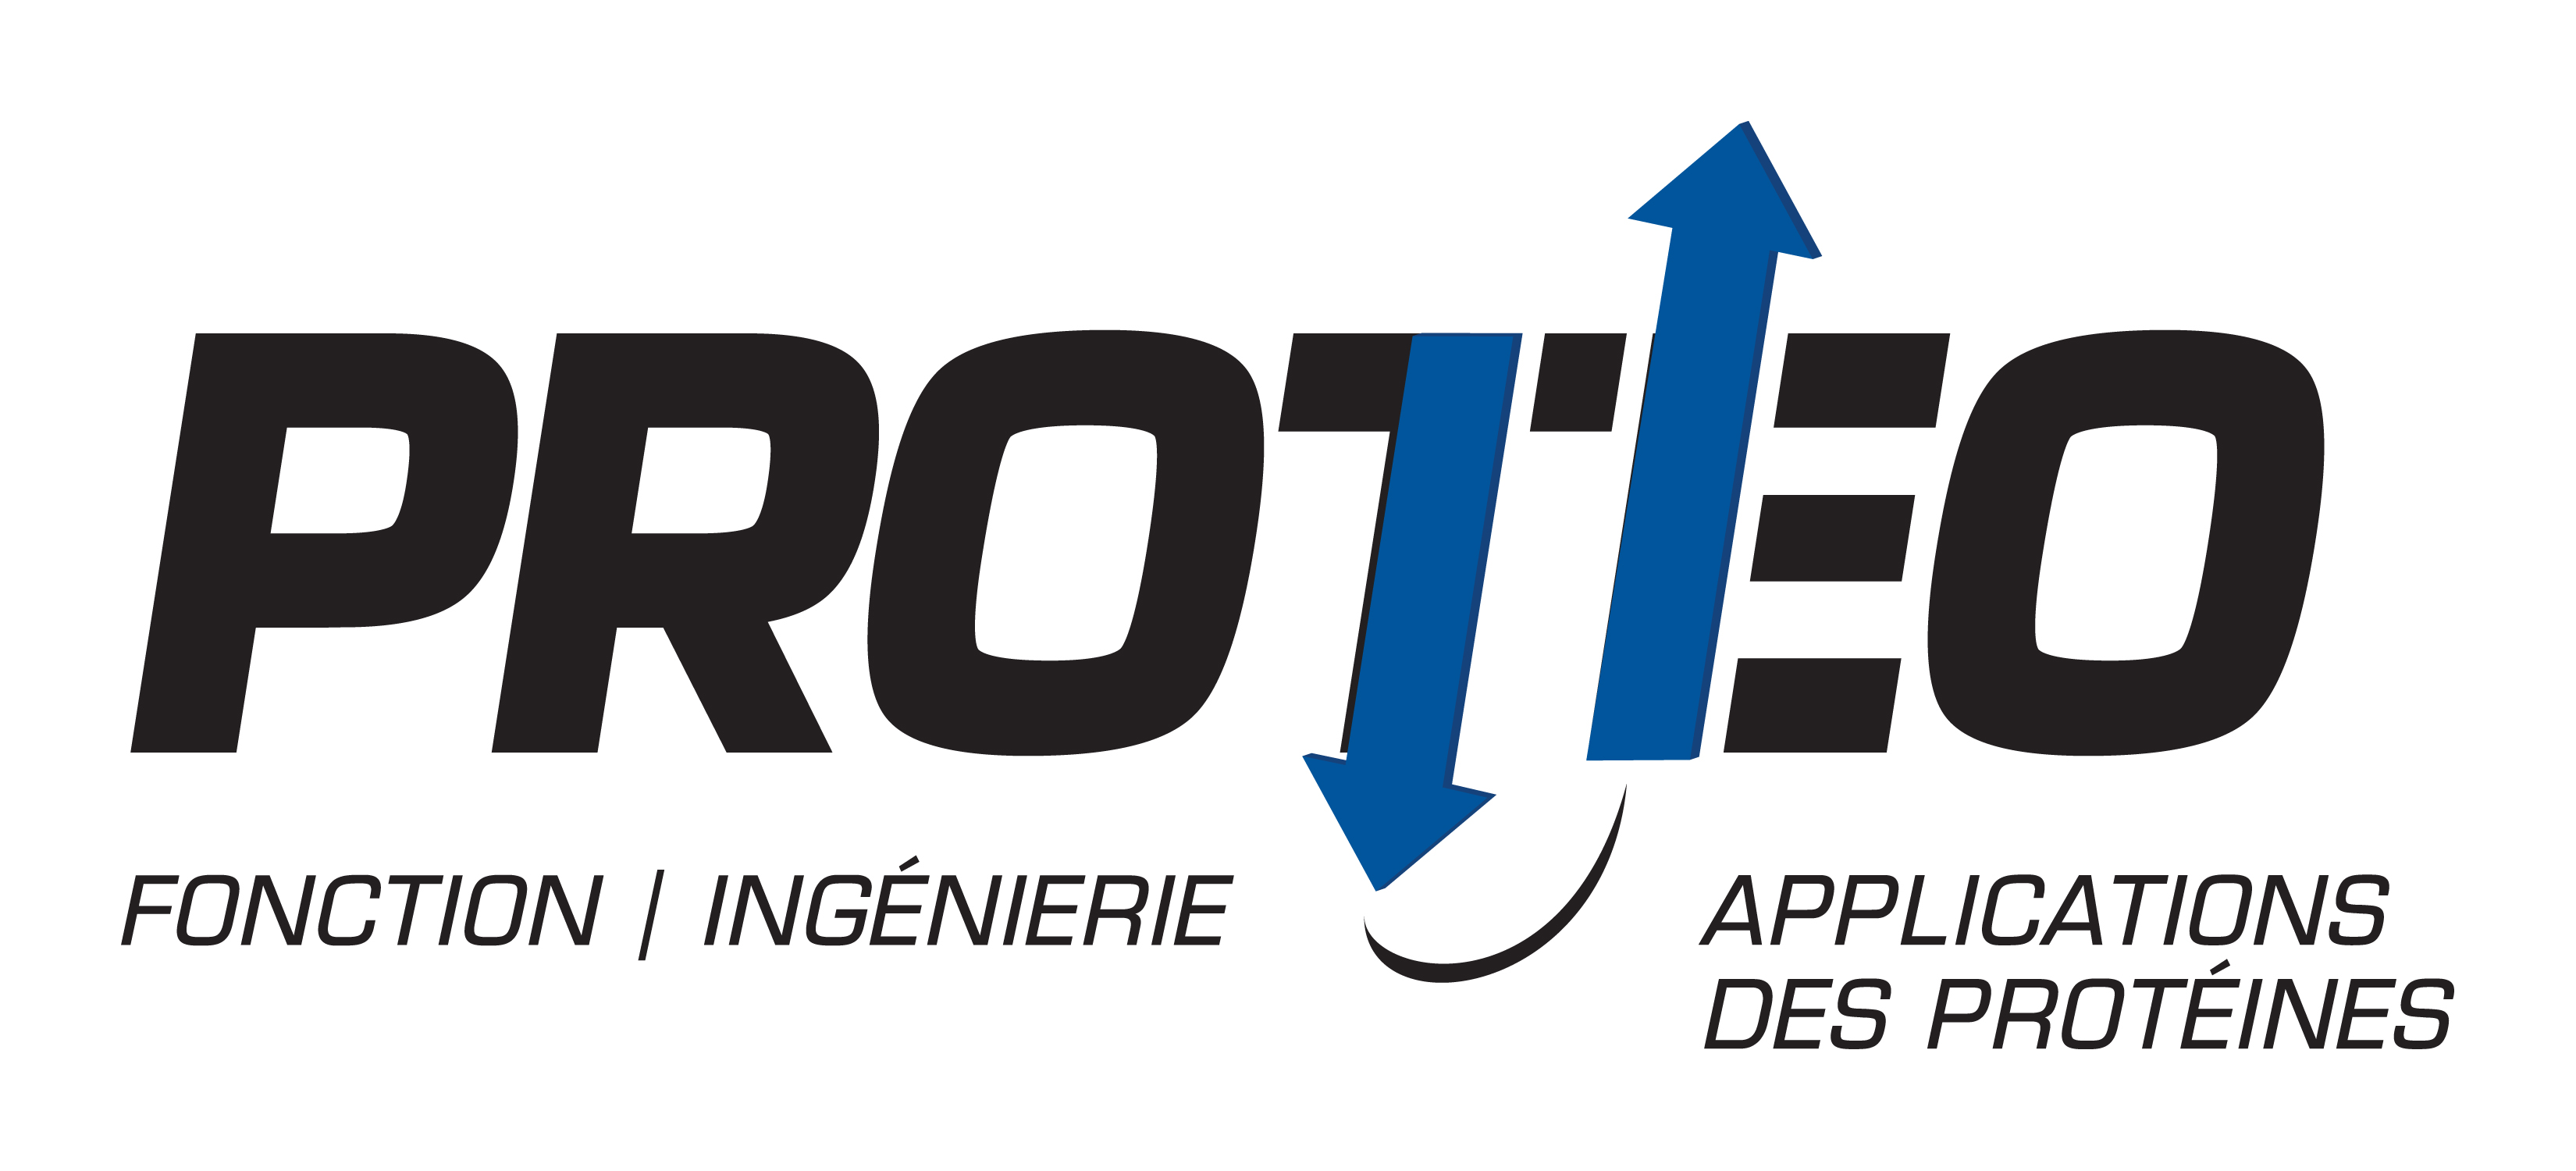 PROTEO
FONCTION | INGÉNIERIE
APPLICATIONS
DES PROTÉINES